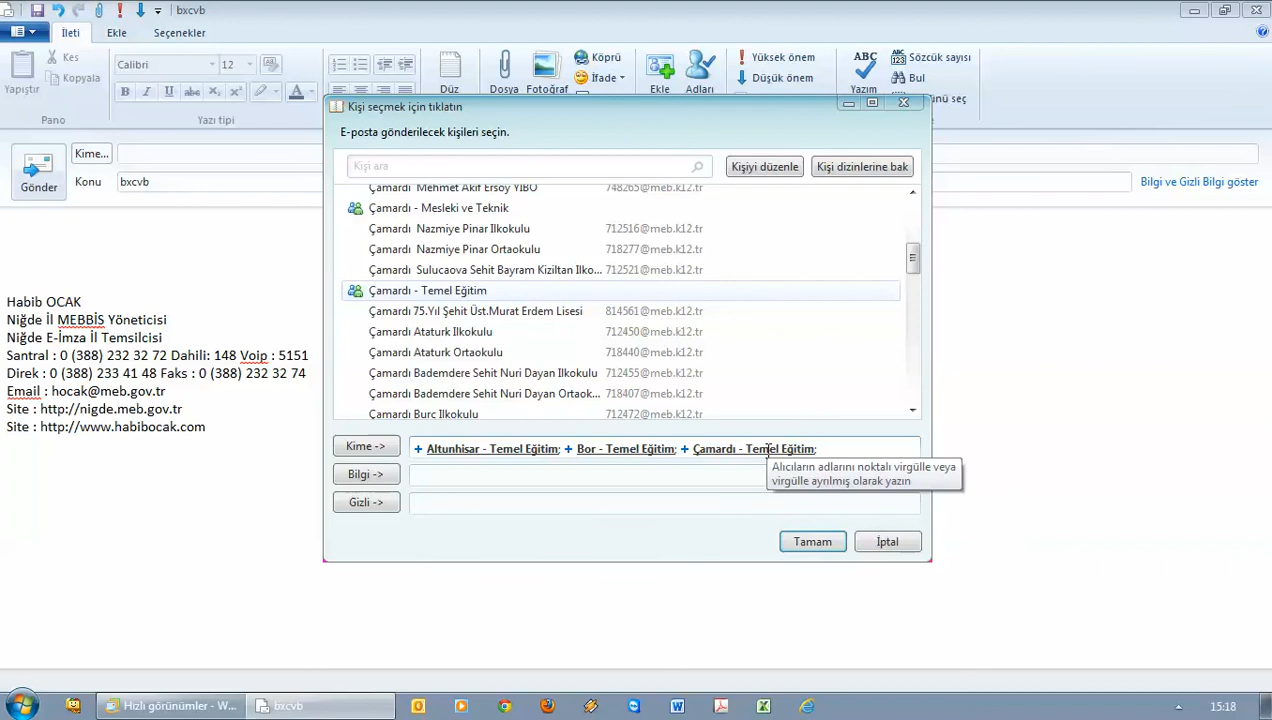 bxcvb
İleti Ekle Seçenekler
Yapıştır
Kes
Kopyala
Pano
Calibri 12
B I U abc X₂ X² A
Yazı tipi
Düz
Dosya
Fotoğraf
Köprü
İfade
Ekle
Adları
Yüksek önem
Düşük önem
ABC
Yazım
ABC
123
Sözcük sayısı
Bul
ünü seç
Gönder
Kime...
Konu bxcvb
Bilgi ve Gizli Bilgi göster
Kişi seçmek için tıklatın
E-posta gönderilecek kişileri seçin.
Kişi ara
Kişiyi düzenle
Kişi dizinlerine bak
Çamardı Mehmet Akif Ersoy YİBO 748265@meb.k12.tr
Çamardı - Mesleki ve Teknik
Çamardı Nazmiye Pinar Ilkokulu 712516@meb.k12.tr
Çamardı Nazmiye Pinar Ortaokulu 718277@meb.k12.tr
Çamardı Sulucaova Sehit Bayram Kiziltan Ilko... 712521@meb.k12.tr
Çamardı - Temel Eğitim
Çamardı 75.Yıl Şehit Üst.Murat Erdem Lisesi 814561@meb.k12.tr
Çamardı Ataturk Ilkokulu 712450@meb.k12.tr
Çamardı Ataturk Ortaokulu 718440@meb.k12.tr
Çamardı Bademdere Sehit Nuri Dayan Ilkokulu 712455@meb.k12.tr
Çamardı Bademdere Sehit Nuri Dayan Ortaok... 718407@meb.k12.tr
Çamardı Burc Ilkokulu 712472@meb.k12.tr
Kime -> + Altunhisar - Temel Eğitim; + Bor - Temel Eğitim; + Çamardı - Temel Eğitim;
Bilgi ->
Gizli ->
Alıcıların adlarını noktalı virgülle veya
virgülle ayrılmış olarak yazın
Tamam
İptal
Habib OCAK
Niğde İl MEBBİS Yöneticisi
Niğde E-İmza İl Temsilcisi
Santral : 0 (388) 232 32 72 Dahili: 148 Voip : 5151
Direk : 0 (388) 233 41 48 Faks : 0 (388) 232 32 74
Email : hocak@meb.gov.tr
Site : http://nigde.meb.gov.tr
Site : http://www.habibocak.com
Hızlı görünümler - W...
bxcvb
15:18